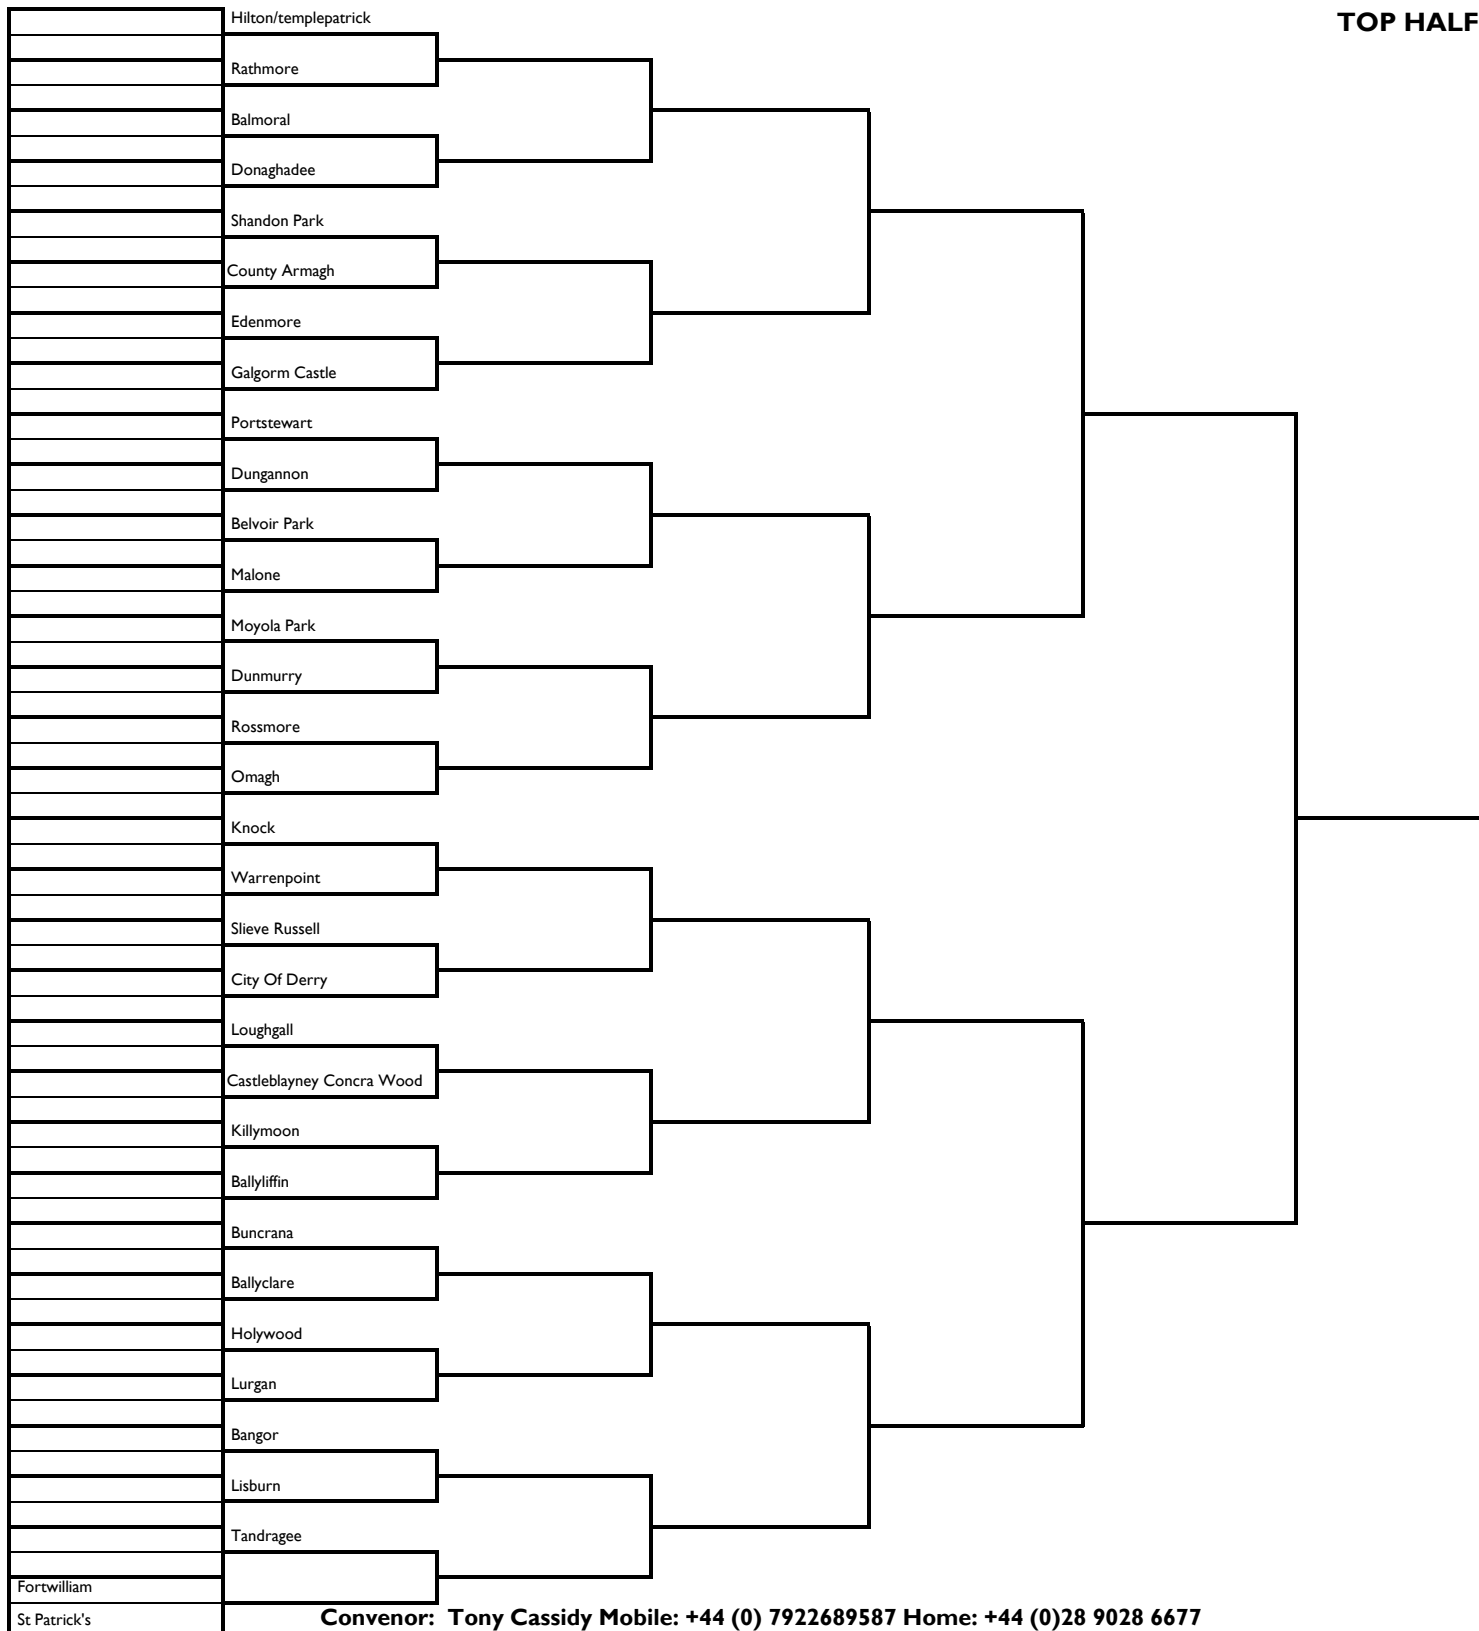 TOP HALF
Hilton/templepatrick
Rathmore
Balmoral
Donaghadee
Shandon Park
County Armagh
Edenmore
Galgorm Castle
Portstewart
Dungannon
Belvoir Park
Malone
Moyola Park
Dunmurry
Rossmore
Omagh
Knock
Warrenpoint
Slieve Russell
City Of Derry
Loughgall
Castleblayney Concra Wood
Killymoon
Ballyliffin
Buncrana
Ballyclare
Holywood
Lurgan
Bangor
Lisburn
Tandragee
Fortwilliam
St Patrick's
Convenor: Tony Cassidy Mobile: +44 (0) 7922689587 Home: +44 (0)28 9028 6677